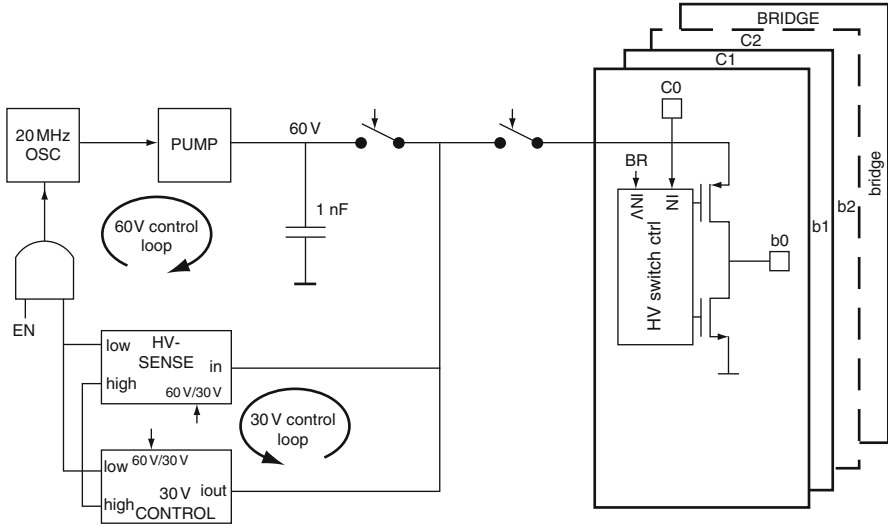 BRIDGE
C2
C1
C0
20 MHz
OSC
PUMP
60 V
BR
INV
IN
HV switch ctrl
b0
b1
b2
bridge
1 nF
60 V control
loop
EN
low
HV-
SENSE
in
high
60 V/30 V
30 V control
loop
low
60 V/30 V
high
30 V
CONTROL
iout